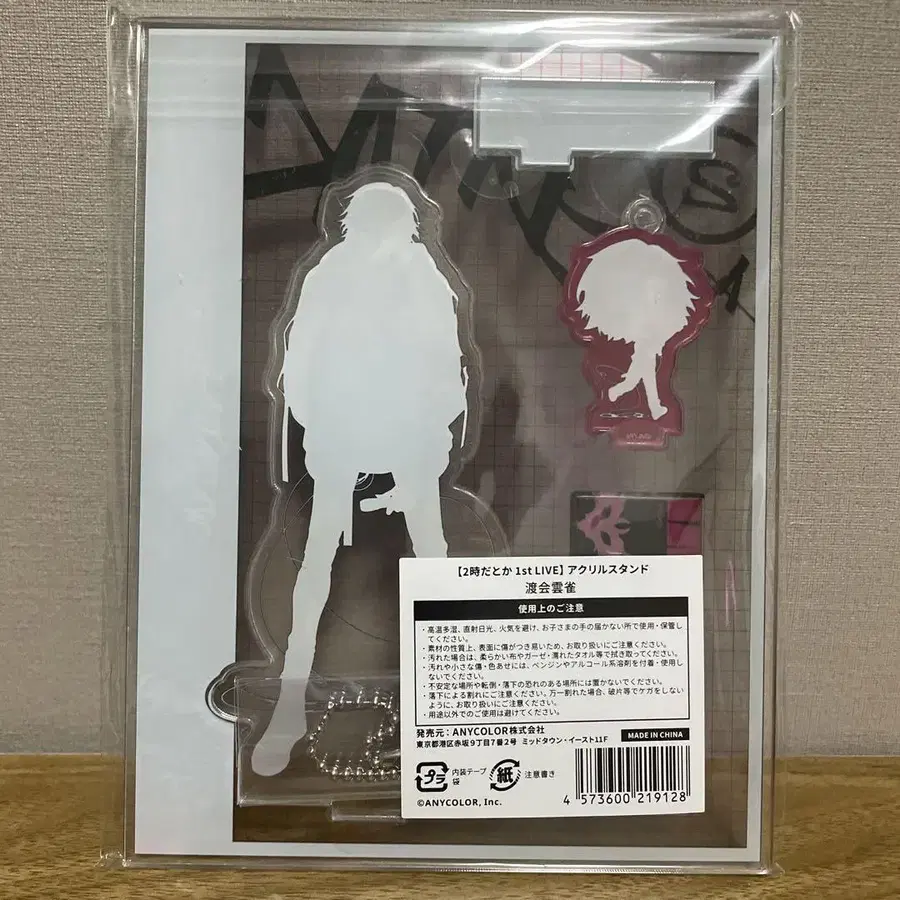 【2時だとか 1st LIVE】アクリルスタンド
渡会雲雀
使用上のご注意
・高温多湿、直射日光、火気を避け、お子さまの手の届かない所で使用・保管し
てください。
・素材の性質上、表面に傷がつき易いため、お取り扱いにご注意ください。
・汚れた場合は、柔らかい布やガーゼ・濡れたタオル等で拭き取ってください。
・汚れや小さな傷・色あせには、ベンジンやアルコール系溶剤を付着・使用し
ないでください。
・不安定な場所や転倒・落下の恐れのある場所には置かないでください。
・落下による割れにご注意ください。万一割れた場合、破片等でケガをしない
ように、お取り扱いにご注意ください。
・用途以外でのご使用は避けてください。
発売元：ANYCOLOR株式会社
東京都港区赤坂9丁目7番2号 ミッドタウン・イースト11F
MADE IN CHINA
プラ
内装テープ
袋
紙
注意書き
©ANYCOLOR, Inc.
4 573600 219128